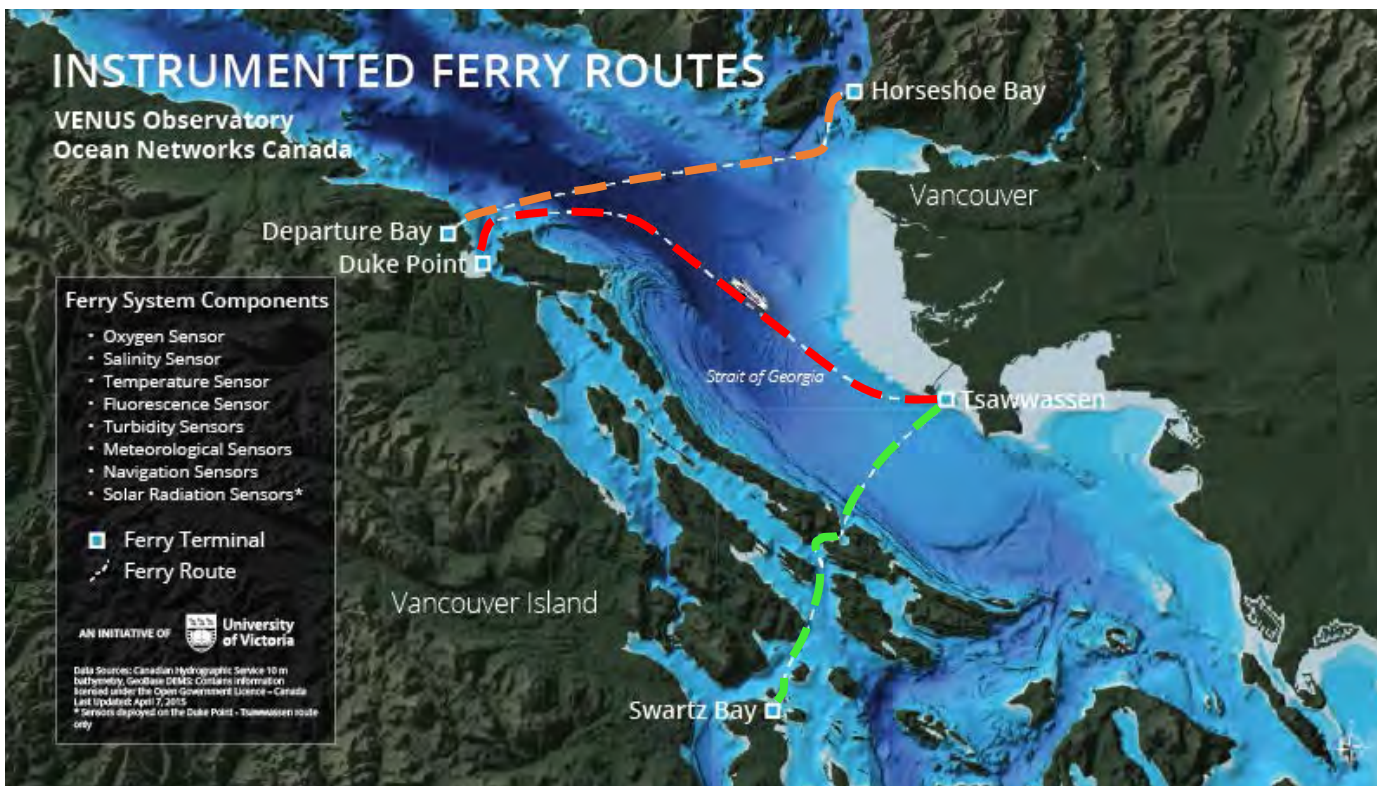 INSTRUMENTED FERRY ROUTES
VENUS Observatory
Ocean Networks Canada
Horseshoe Bay
Vancouver
Departure Bay
Duke Point
Strait of Georgia
Tsawwassen
Vancouver Island
Swartz Bay
Ferry System Components
• Oxygen Sensor
• Salinity Sensor
• Temperature Sensor
• Fluorescence Sensor
• Turbidity Sensors
• Meteorological Sensors
• Navigation Sensors
• Solar Radiation Sensors*
Ferry Terminal
Ferry Route
AN INITIATIVE OF
University
of Victoria
Data Sources: Canadian Hydrographic Service 10 m
bathymetry, GeoBase DEMS: Contains information
licensed under the Open Government Licence – Canada
Last Updated: April 7, 2015
* Sensors deployed on the Duke Point - Tsawwassen route
only